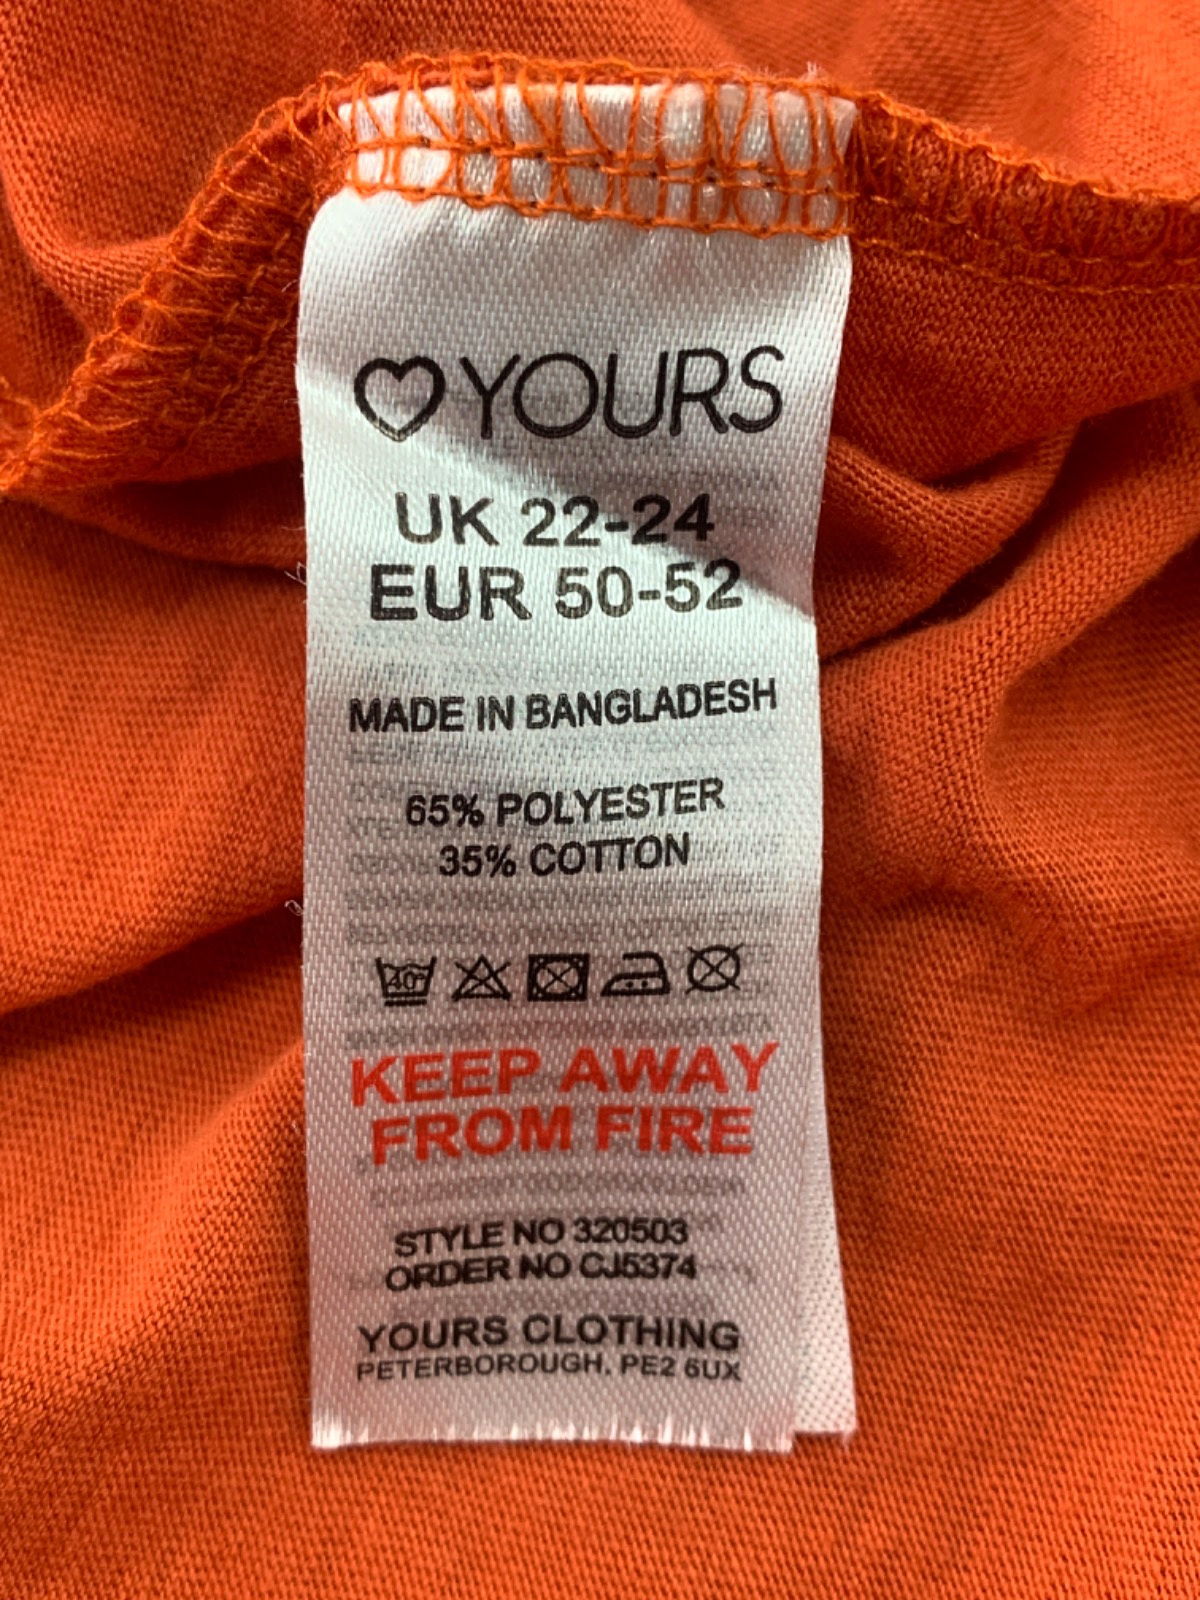 YOURS
UK 22-24
EUR 50-52
MADE IN BANGLADESH
65% POLYESTER
35% COTTON
40°
KEEP AWAY
FROM FIRE
STYLE NO 320503
ORDER NO CJ5374
YOURS CLOTHING
PETERBOROUGH, PE2 6UX